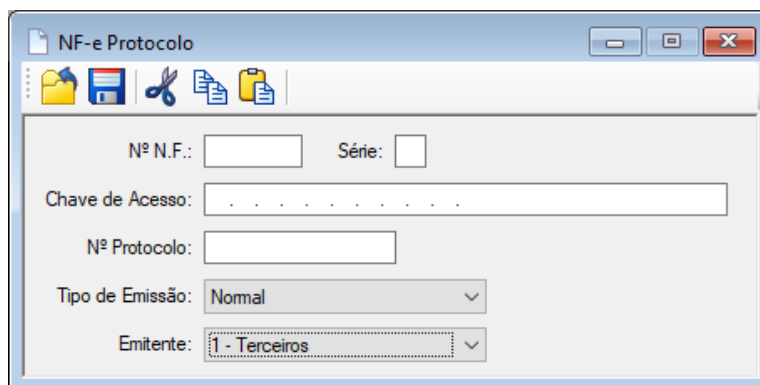 NF-e Protocolo
Nº N.F.: Série:
Chave de Acesso: . . . . . . . . . .
Nº Protocolo:
Tipo de Emissão: Normal
Emitente: 1 - Terceiros